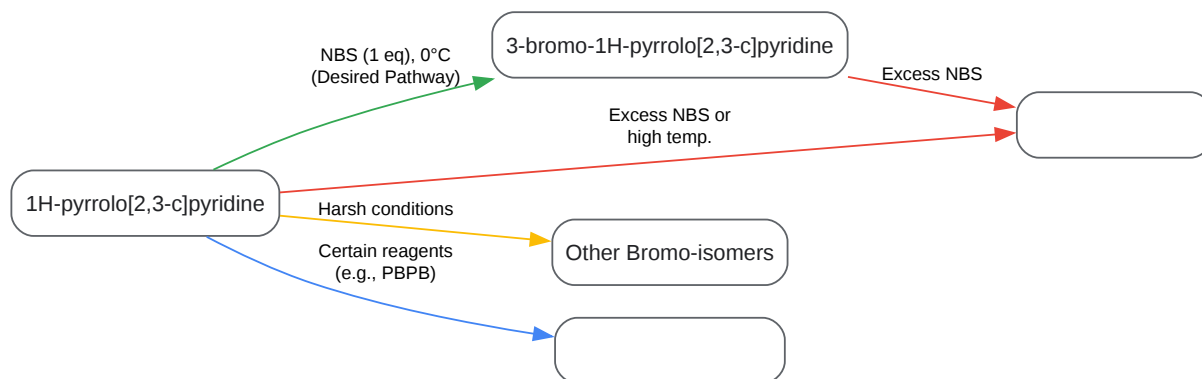 3-bromo-1H-pyrrolo[2,3-c]pyridine
NBS (1 eq), 0°C
(Desired Pathway)
Excess NBS
Excess NBS or
high temp.
1H-pyrrolo[2,3-c]pyridine
Harsh conditions
Other Bromo-isomers
Certain reagents
(e.g., PBPB)